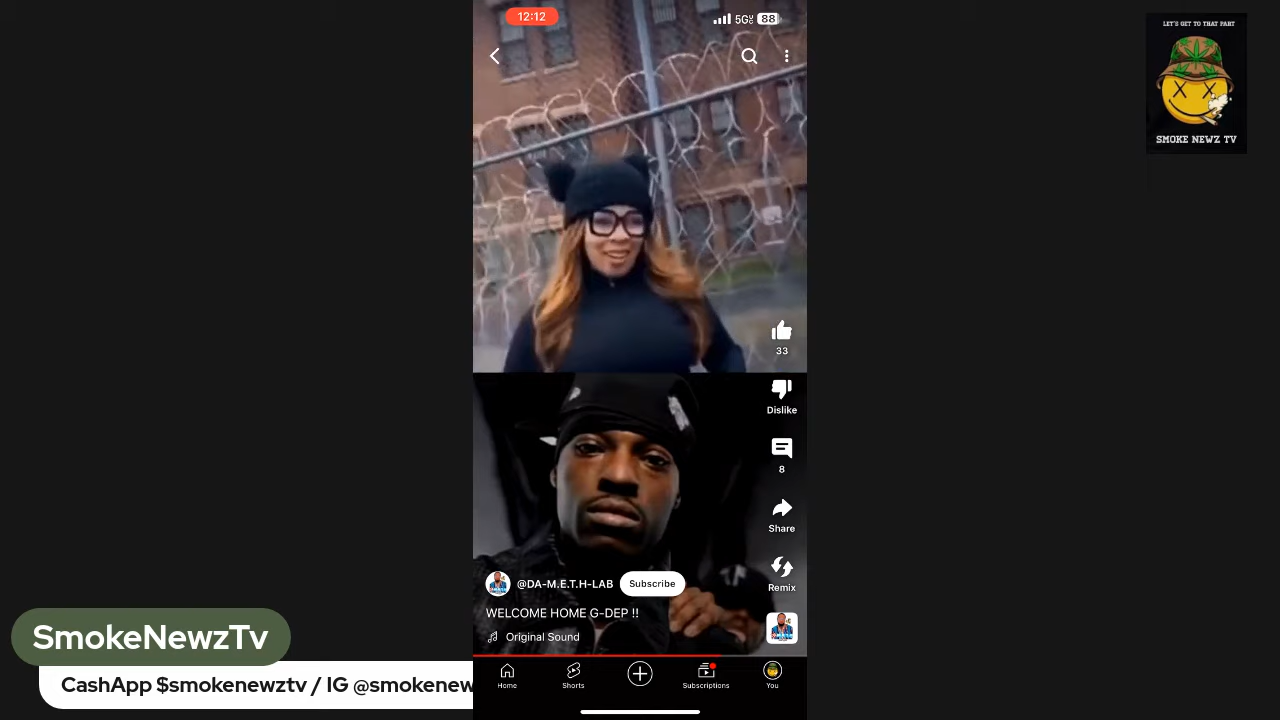 12:12
5G
88
LET'S GET TO THAT PART
SMOKE NEWZ TV
33
Dislike
8
Share
@DA-M.E.T.H-LAB
Subscribe
Remix
WELCOME HOME G-DEP !!
Original Sound
SmokeNewzTv
CashApp $smokenewztv / IG @smokenew
Home
Shorts
Subscriptions
You